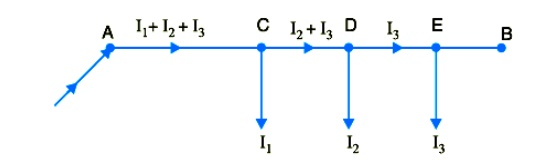 A I₁+I₂+I₃ C I₂+I₃ D I₃ E B
I₁ I₂ I₃